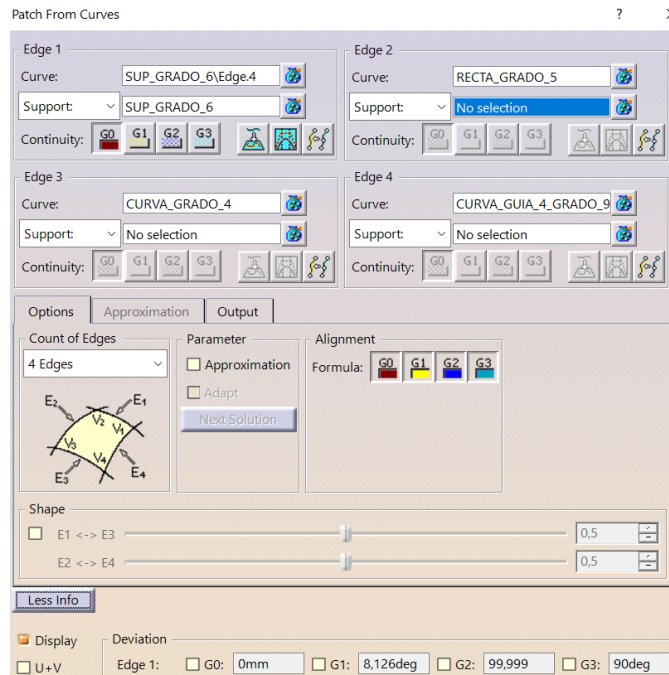 Patch From Curves ?
Edge 1
Curve: SUP_GRADO_6\Edge.4
Support: SUP_GRADO_6
Continuity: G0 G1 G2 G3
Edge 2
Curve: RECTA_GRADO_5
Support: No selection
Continuity: G0 G1 G2 G3
Edge 3
Curve: CURVA_GRADO_4
Support: No selection
Continuity: G0 G1 G2 G3
Edge 4
Curve: CURVA_GUIA_4_GRADO_9
Support: No selection
Continuity: G0 G1 G2 G3
Options Approximation Output
Count of Edges
4 Edges
E2 E1
V2 V1
V3 V4
E3 E4
Parameter
Approximation
Adapt
Next Solution
Alignment
Formula: G0 G1 G2 G3
Shape
E1 <-> E3 0,5
E2 <-> E4 0,5
Less Info
Display
U+V
Deviation
Edge 1: G0: 0mm G1: 8,126deg G2: 99,999 G3: 90deg